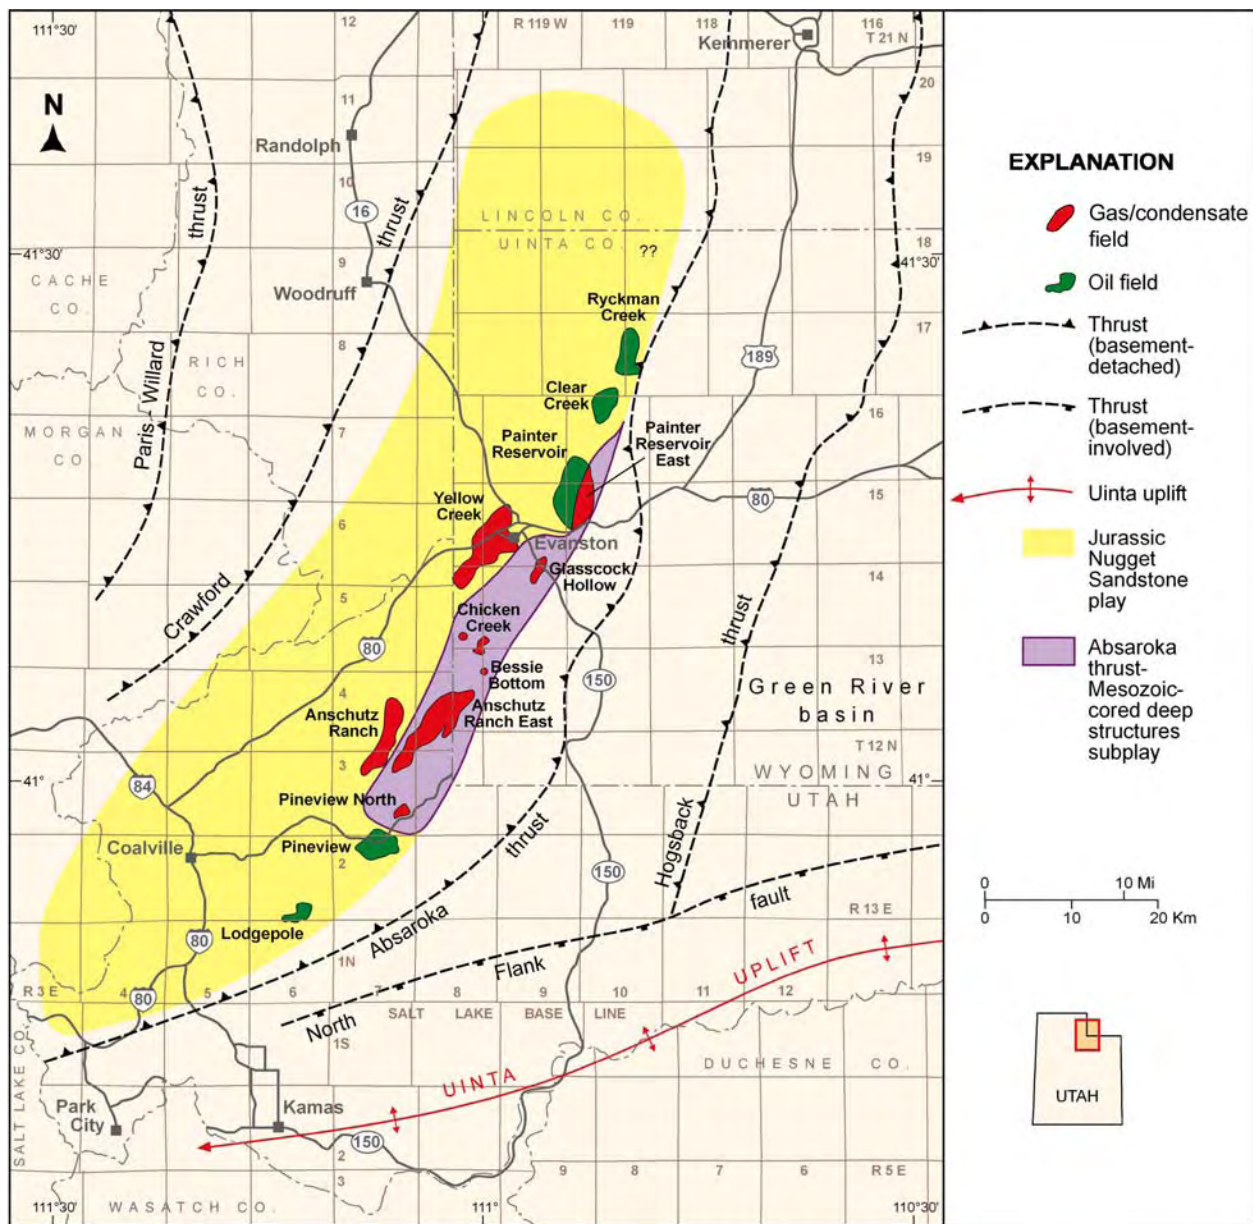 111°30'
12
R 119 W
119
118
116
Kemmerer
T 21 N
20
N
11
Randolph
thrust
thrust
19
10
16
LINCOLN CO.
UINTA CO.
??
18
41°30'
41°30'
9
CACHE
CO.
Woodruff
Ryckman
Creek
17
8
RICH
CO.
189
Clear
Creek
16
MORGAN
CO
7
Paris - Willard
Painter
Reservoir
Painter
Reservoir
East
15
80
Yellow
Creek
6
Evanston
Glasscock
Hollow
14
5
Crawford
Chicken
Creek
thrust
80
13
Bessie
Bottom
150
4
Green River
basin
Anschutz
Ranch
Anschutz
Ranch East
T 12 N
3
41°
WYOMING
41°
84
UTAH
Pineview North
Coalville
Pineview
2
thrust
150
Hogsback
fault
R 13 E
Lodgepole
Absaroka
80
1N
Flank
UPLIFT
R 3 E
4
80
5
6
7
8
9
10
11
12
North
SALT LAKE BASE LINE
1S
SALT LAKE CO.
DUCHESNE CO.
UINTA
Park
City
Kamas
150
2
3
9
8
7
6
R 5 E
WASATCH CO.
111°30'
111°
110°30'
EXPLANATION
Gas/condensate
field
Oil field
Thrust
(basement-
detached)
Thrust
(basement-
involved)
Uinta uplift
Jurassic
Nugget
Sandstone
play
Absaroka
thrust-
Mesozoic-
cored deep
structures
subplay
0 10 Mi
0 10 20 Km
UTAH